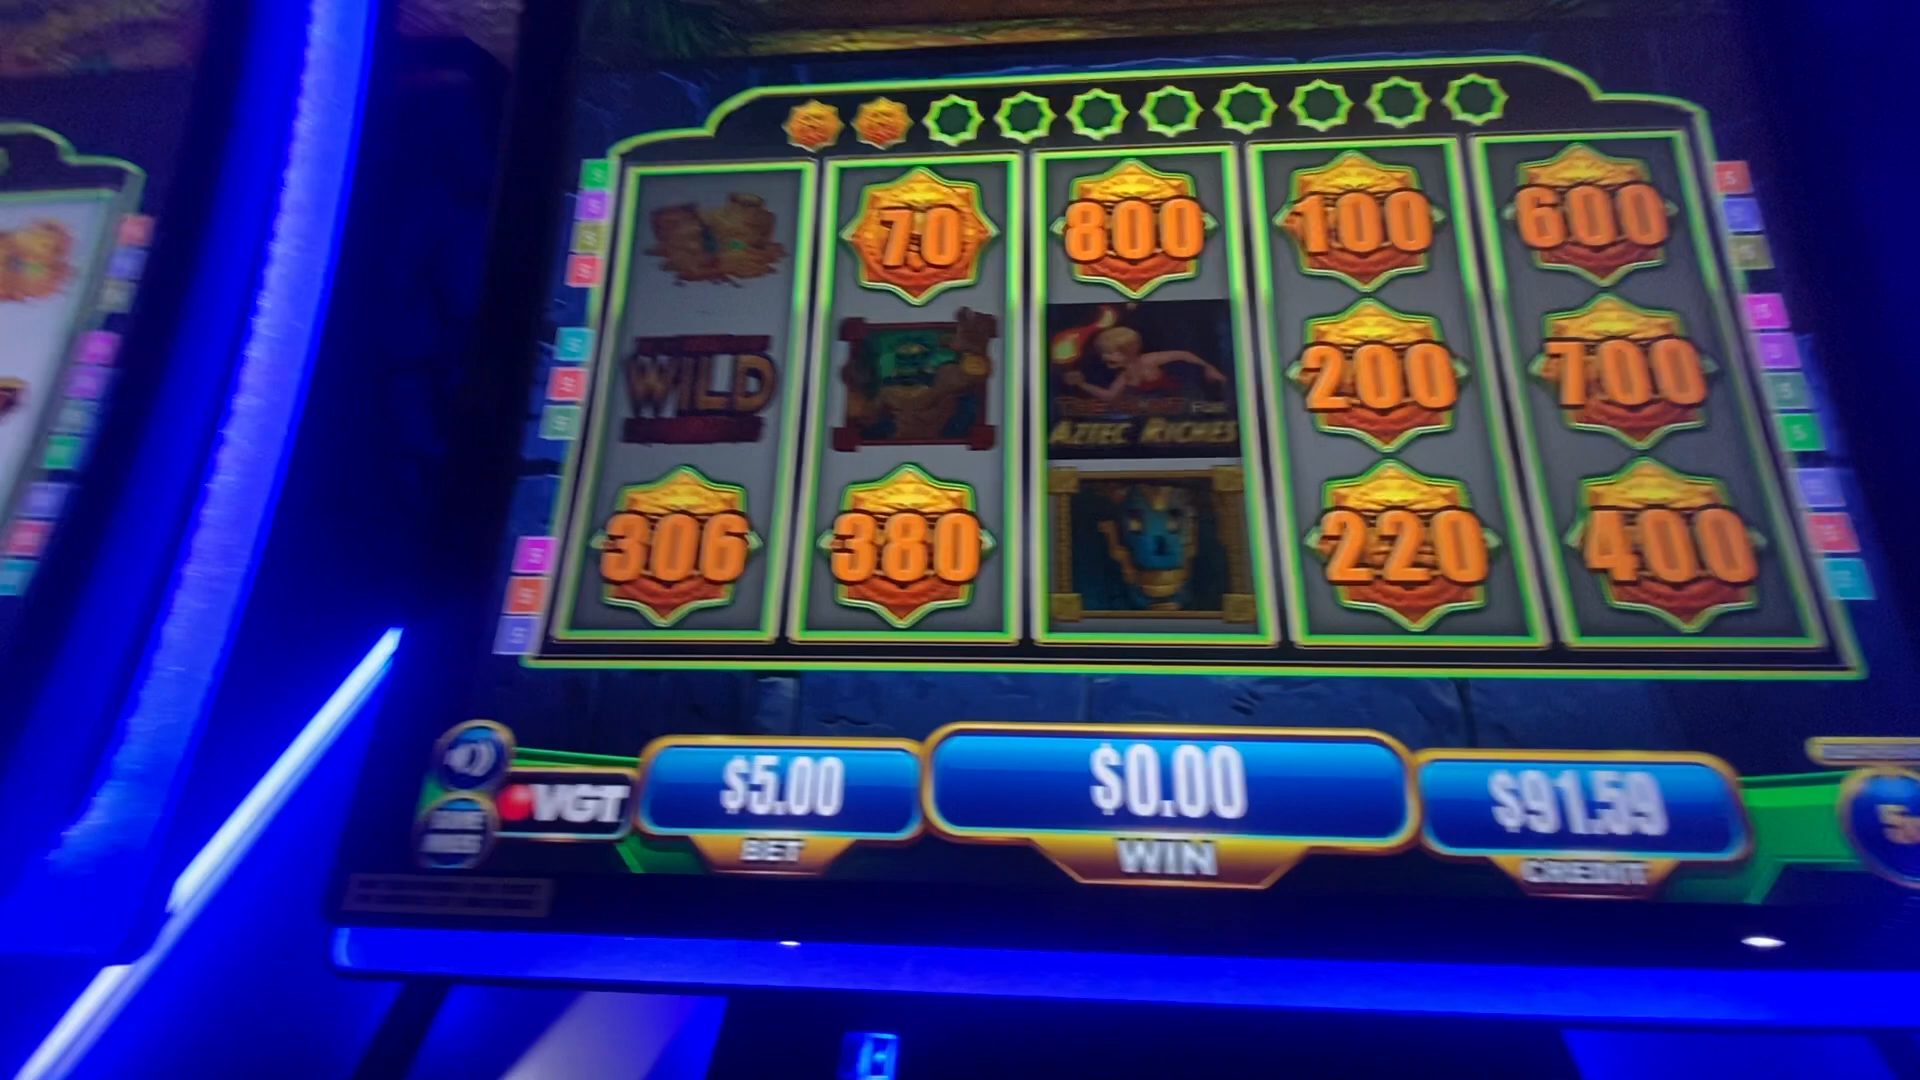 70 800 100 600
WILD
200 700
AZTEC RICHES
306 380 220 400
$5.00 $0.00 $91.59
VGT
BET WIN CREDIT